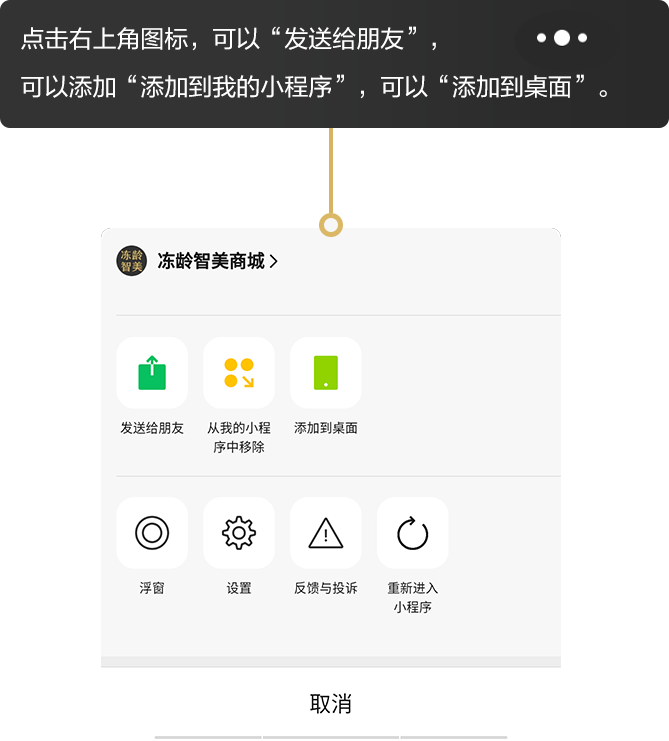 点击右上角图标，可以“发送给朋友”，
可以添加“添加到我的小程序”，可以“添加到桌面”。
冻龄
智美
冻龄智美商城
发送给朋友
从我的小程
序中移除
添加到桌面
浮窗
设置
反馈与投诉
重新进入
小程序
取消